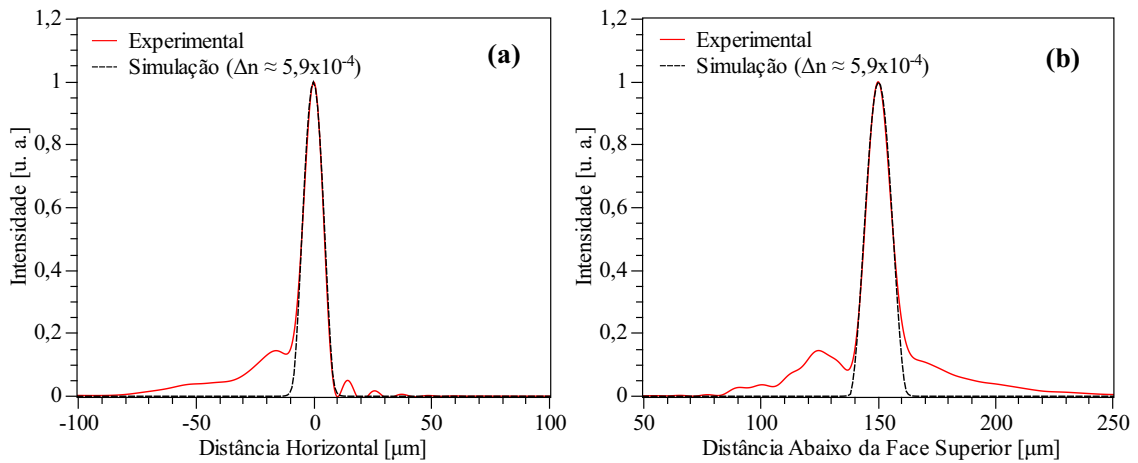 1,2
1
0,8
0,6
0,4
0,2
0
Intensidade [u. a.]
Experimental
Simulação (Δn ≈ 5,9x10⁻⁴)
(a)
-100
-50
0
50
100
Distância Horizontal [μm]
1,2
1
0,8
0,6
0,4
0,2
0
Intensidade [u. a.]
Experimental
Simulação (Δn ≈ 5,9x10⁻⁴)
(b)
50
100
150
200
250
Distância Abaixo da Face Superior [μm]